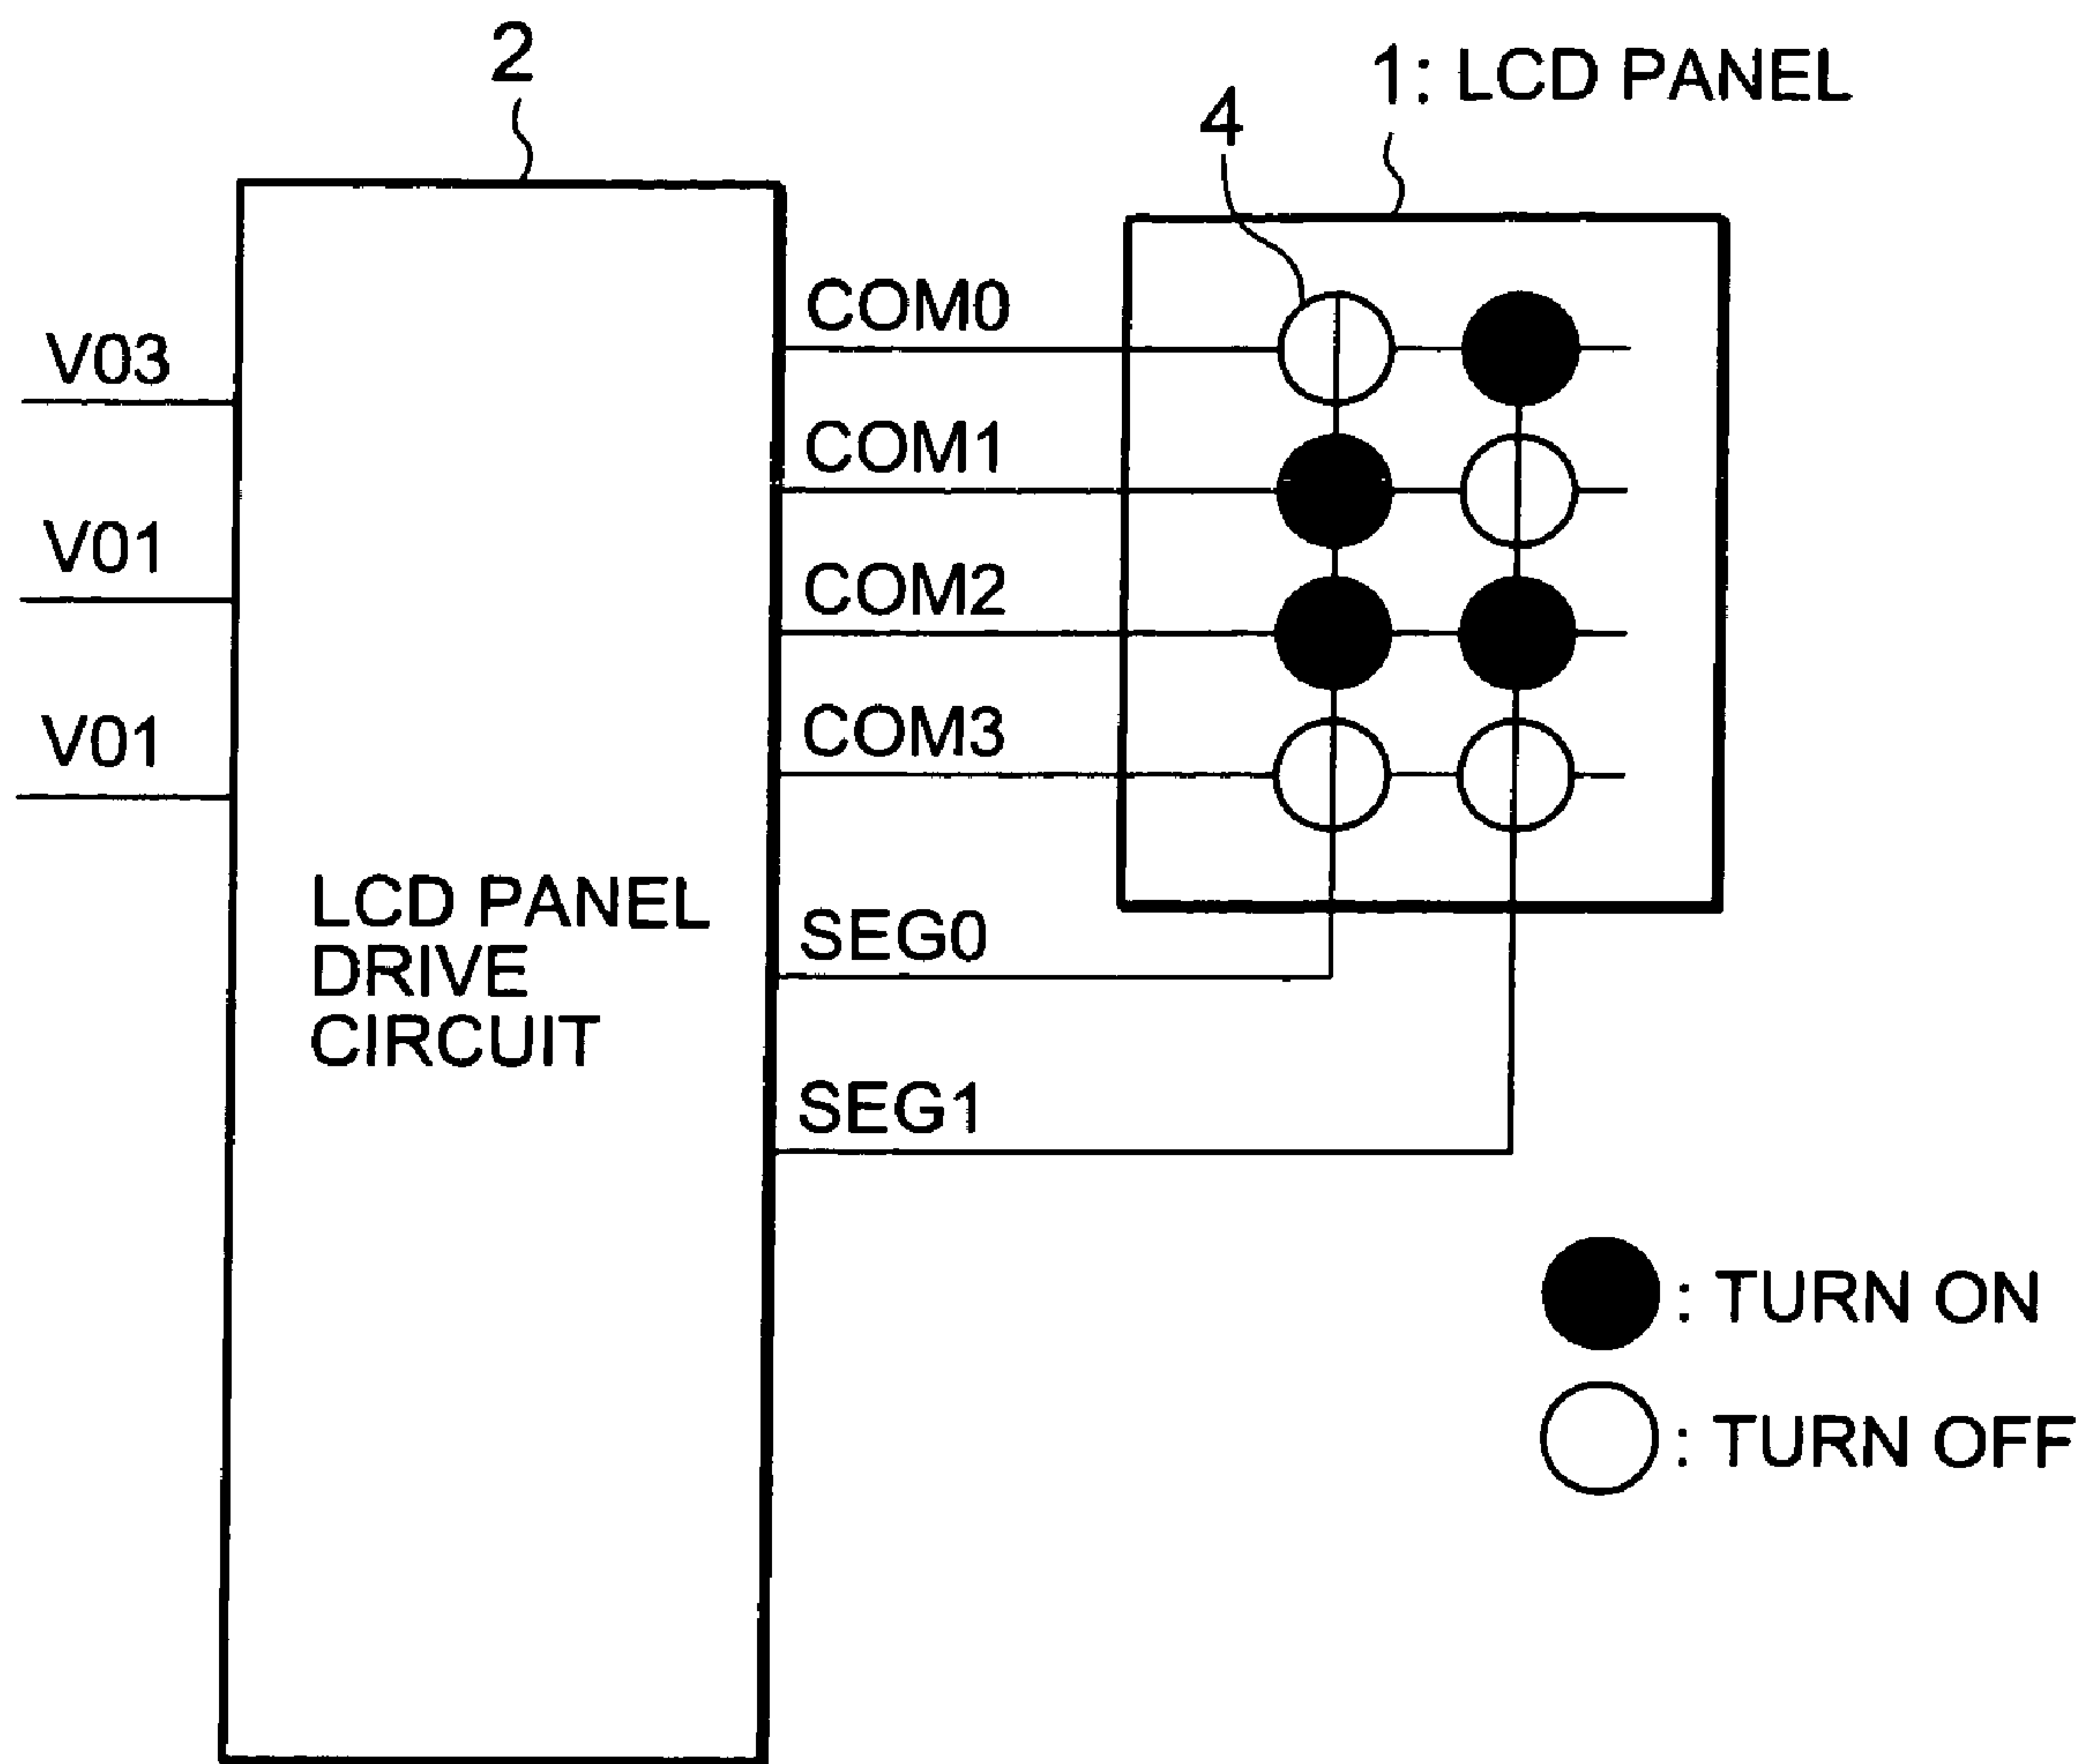 2
1: LCD PANEL
4
COM0
V03
COM1
V01
COM2
COM3
V01
LCD PANEL
DRIVE
CIRCUIT
SEG0
SEG1
: TURN ON
: TURN OFF